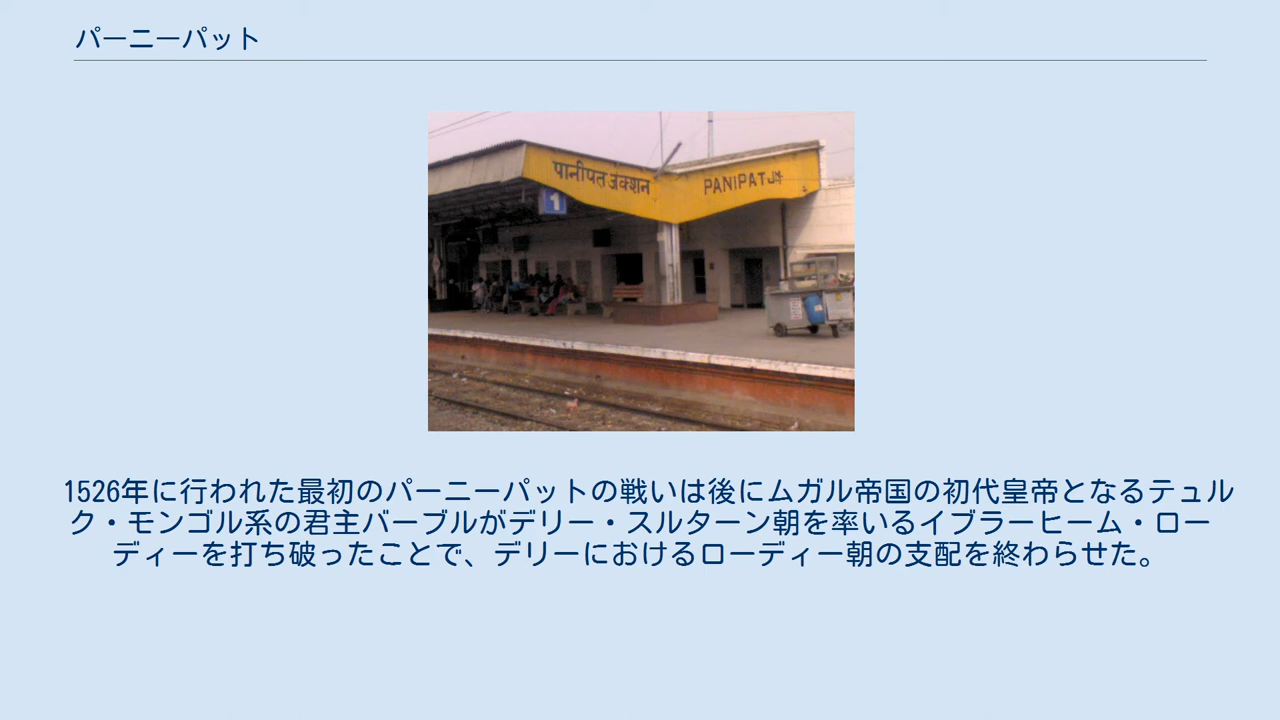 パーニーパット
पानीपत जंक्शन
PANIPAT JN.
1
1526年に行われた最初のパーニーパットの戦いは後にムガル帝国の初代皇帝となるテュル
ク・モンゴル系の君主バーブルがデリー・スルターン朝を率いるイブラーヒーム・ロー
ディーを打ち破ったことで、デリーにおけるローディー朝の支配を終わらせた。